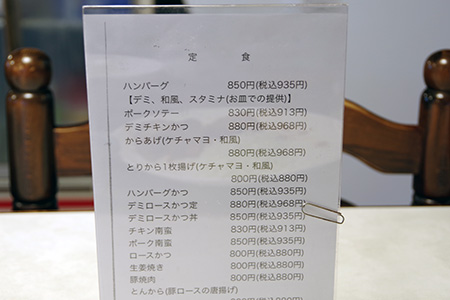 定　食
ハンバーグ　850円(税込935円)
【デミ、和風、スタミナ(お皿での提供)】
ポークソテー　830円(税込913円)
デミチキンかつ　880円(税込968円)
からあげ(ケチャマヨ・和風)
880円(税込968円)
とりから1枚揚げ(ケチャマヨ・和風)
800円(税込880円)
ハンバーグかつ　850円(税込935円)
デミロースかつ定　880円(税込968円)
デミロースかつ丼　850円(税込935円)
チキン南蛮　830円(税込913円)
ポーク南蛮　850円(税込935円)
ロースかつ　800円(税込880円)
生姜焼き　800円(税込880円)
豚焼肉　800円(税込880円)
とんから(豚ロースの唐揚げ)